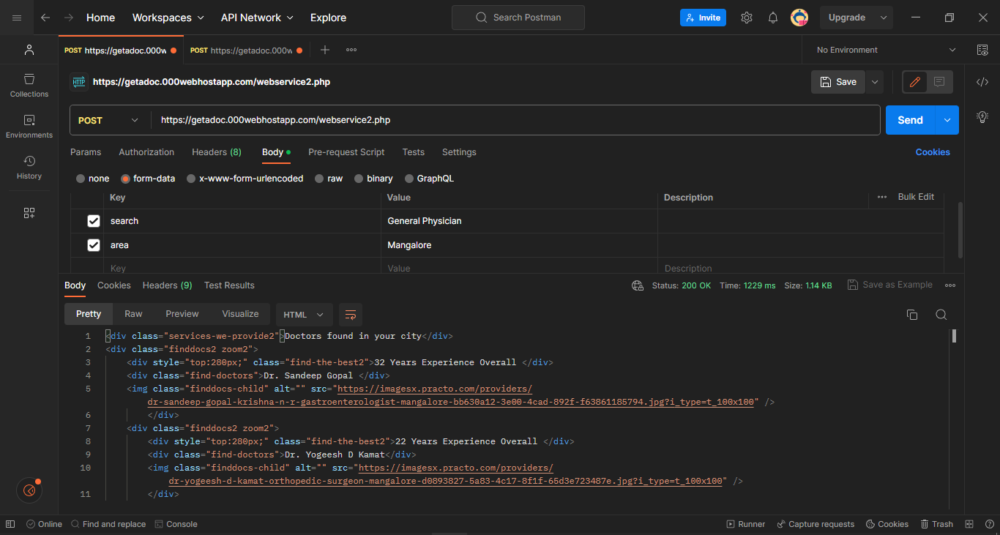 Home Workspaces API Network Explore Search Postman Invite Upgrade
POST https://getadoc.000w POST https://getadoc.000w No Environment
HTTP https://getadoc.000webhostapp.com/webservice2.php Save
POST https://getadoc.000webhostapp.com/webservice2.php Send
Params Authorization Headers (8) Body Pre-request Script Tests Settings Cookies
none form-data x-www-form-urlencoded raw binary GraphQL
Key Value Description Bulk Edit
search General Physician
area Mangalore
Key Value Description
Body Cookies Headers (9) Test Results Status: 200 OK Time: 1229 ms Size: 1.14 KB Save as Example
Pretty Raw Preview Visualize HTML
1 <div class="services-we-provide2">Doctors found in your city</div>
2 <div class="finddocs2 zoom2">
3 <div style="top:280px;" class="find-the-best2">32 Years Experience Overall </div>
4 <div class="find-doctors">Dr. Sandeep Gopal </div>
5 <img class="finddocs-child" alt="" src="https://imagesx.practo.com/providers/
dr-sandeep-gopal-krishna-n-r-gastroenterologist-mangalore-bb630a12-3e00-4cad-892f-f63861185794.jpg?i_type=t_100x100" />
6 </div>
7 <div class="finddocs2 zoom2">
8 <div style="top:280px;" class="find-the-best2">22 Years Experience Overall </div>
9 <div class="find-doctors">Dr. Yogeesh D Kamat</div>
10 <img class="finddocs-child" alt="" src="https://imagesx.practo.com/providers/
dr-yogeesh-d-kamat-orthopedic-surgeon-mangalore-d0893827-5a83-4c17-8f1f-65d3e723487e.jpg?i_type=t_100x100" />
11 </div>
Collections
Environments
History
Online Find and replace Console Runner Capture requests Cookies Trash